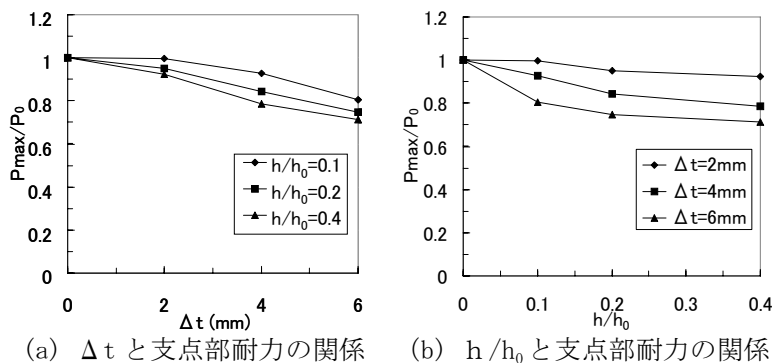 1.2
1
0.8
0.6
0.4
0.2
0
Pmax/P₀
h/h₀=0.1
h/h₀=0.2
h/h₀=0.4
0 2 4 6
Δt (mm)
(a) Δtと支点部耐力の関係
1.2
1
0.8
0.6
0.4
0.2
0
Pmax/P₀
Δt=2mm
Δt=4mm
Δt=6mm
0 0.1 0.2 0.3 0.4
h/h₀
(b) h/h₀と支点部耐力の関係